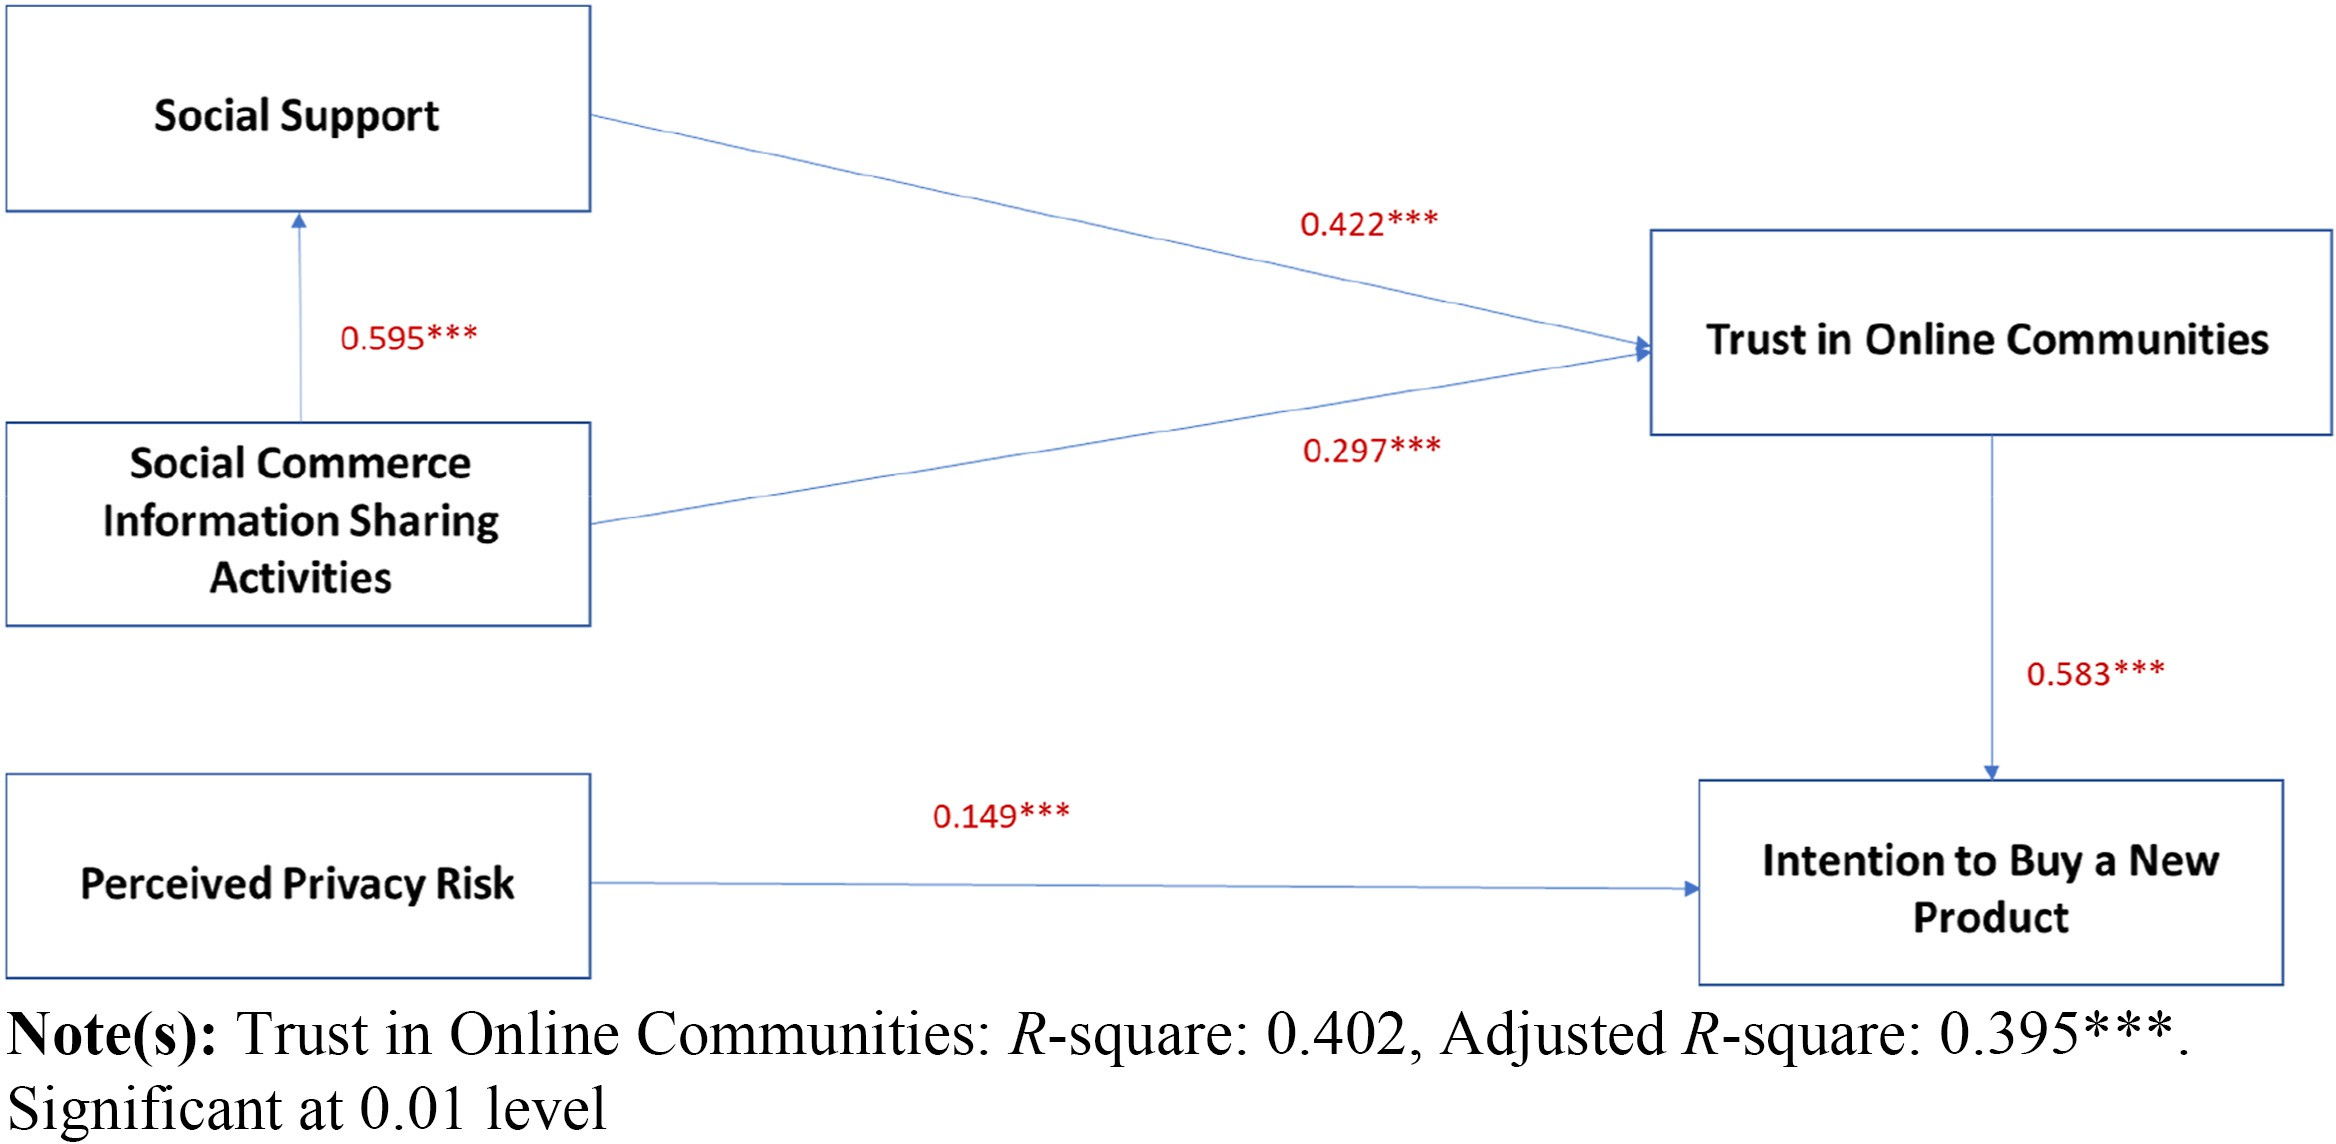 Social Support
0.422***
Trust in Online Communities
0.595***
Social Commerce
Information Sharing
Activities
0.297***
0.583***
0.149***
Perceived Privacy Risk
Intention to Buy a New
Product
Note(s): Trust in Online Communities: R-square: 0.402, Adjusted R-square: 0.395***.
Significant at 0.01 level